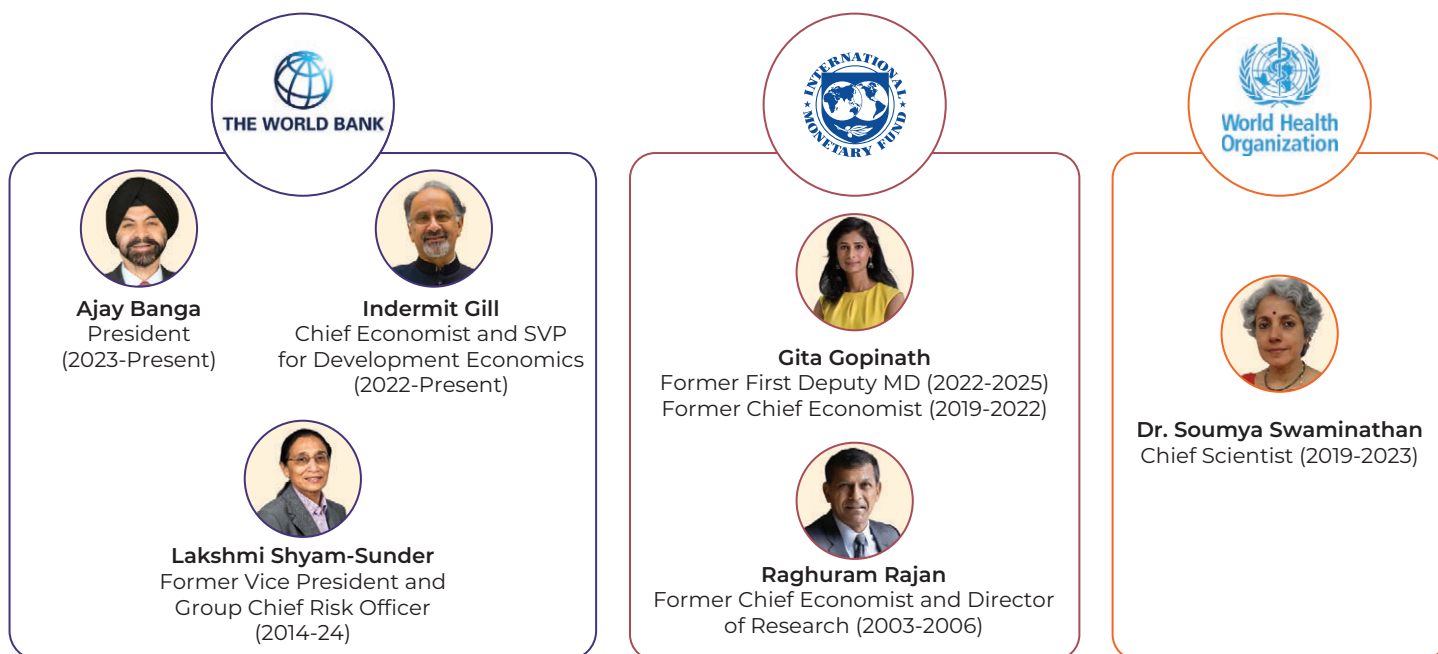 THE WORLD BANK
INTERNATIONAL
MONETARY FUND
World Health
Organization
Ajay Banga
President
(2023-Present)
Indermit Gill
Chief Economist and SVP
for Development Economics
(2022-Present)
Lakshmi Shyam-Sunder
Former Vice President and
Group Chief Risk Officer
(2014-24)
Gita Gopinath
Former First Deputy MD (2022-2025)
Former Chief Economist (2019-2022)
Raghuram Rajan
Former Chief Economist and Director
of Research (2003-2006)
Dr. Soumya Swaminathan
Chief Scientist (2019-2023)